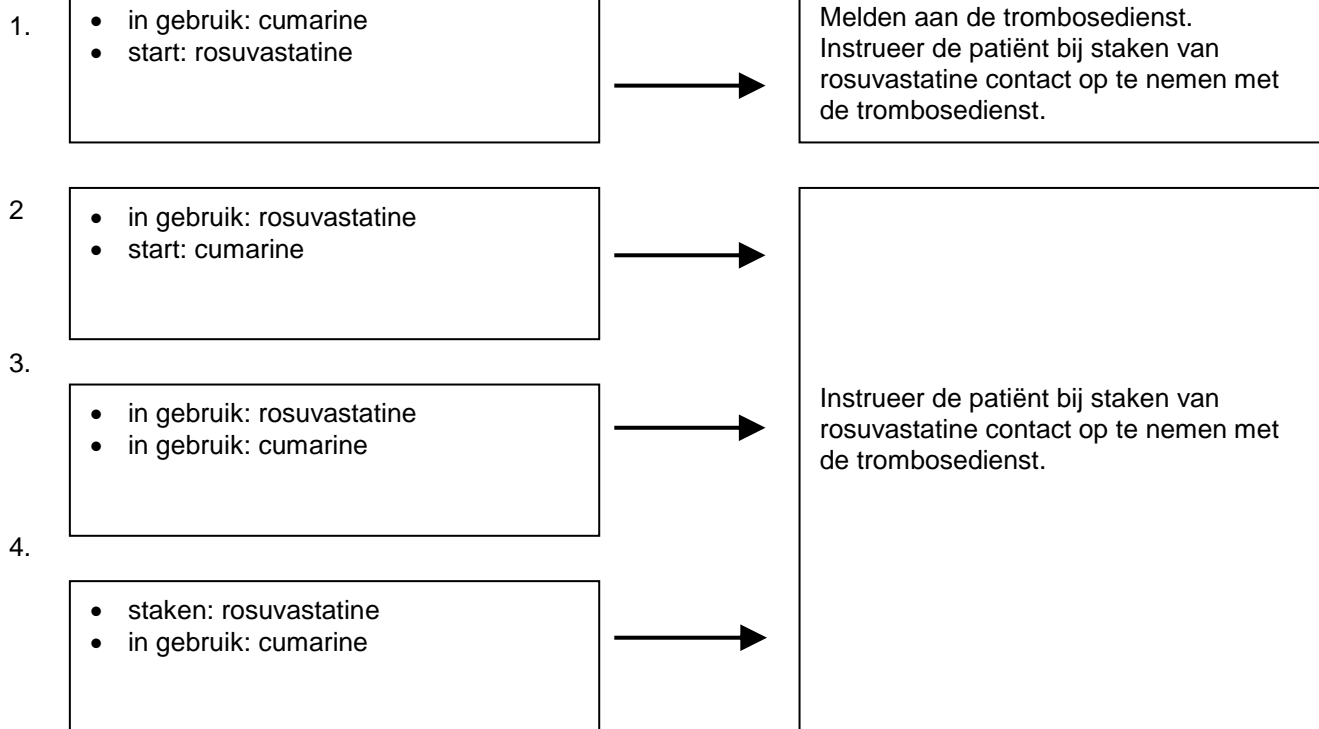 1.
• in gebruik: cumarine
• start: rosuvastatine
Melden aan de trombosedienst.
Instrueer de patiënt bij staken van
rosuvastatine contact op te nemen met
de trombosedienst.
2
• in gebruik: rosuvastatine
• start: cumarine
3.
• in gebruik: rosuvastatine
• in gebruik: cumarine
Instrueer de patiënt bij staken van
rosuvastatine contact op te nemen met
de trombosedienst.
4.
• staken: rosuvastatine
• in gebruik: cumarine